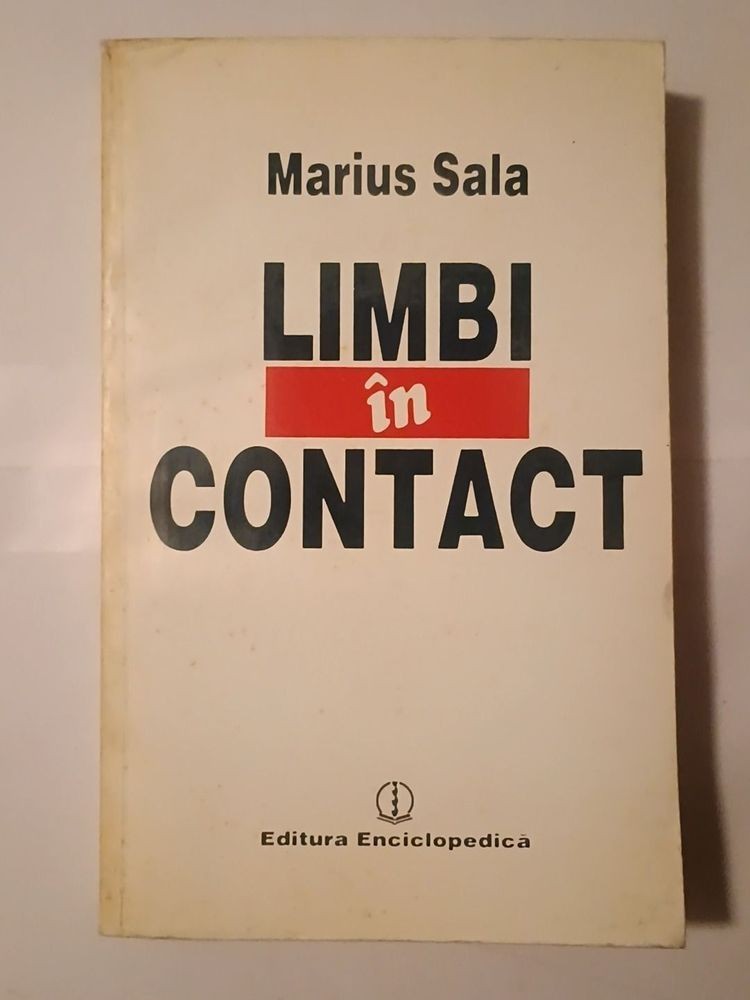 Marius Sala
LIMBI
în
CONTACT
Editura Enciclopedică